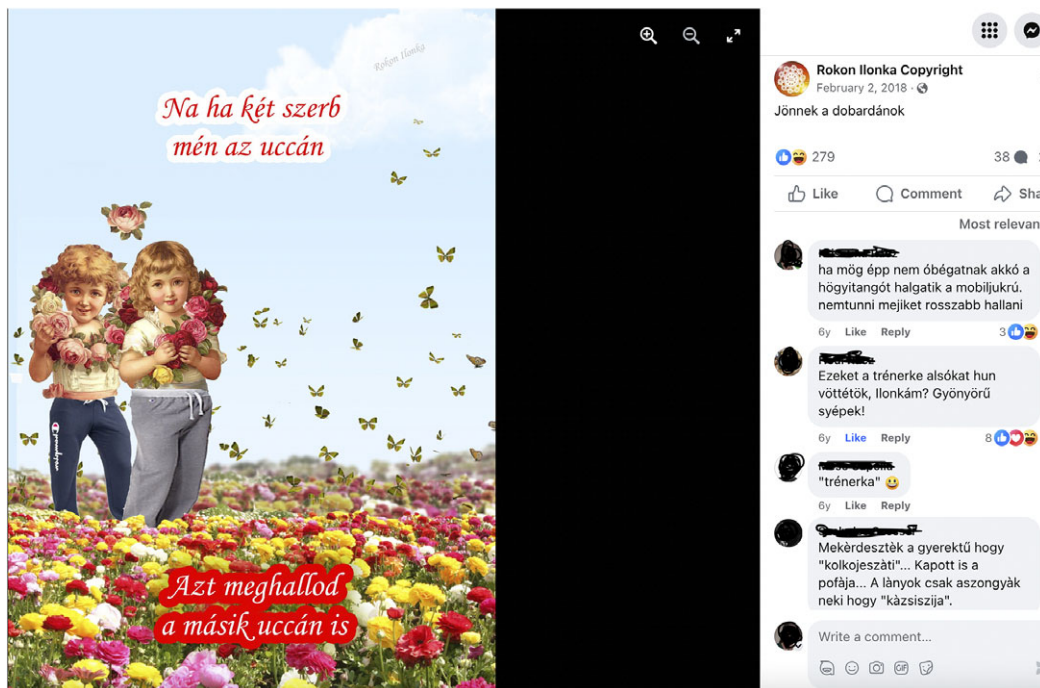 Rokon Ilonka
Na ha két szerb
mén az uccán
Champion
Azt meghallod
a másik uccán is
Rokon Ilonka Copyright
February 2, 2018 ·
Jönnek a dobardánok
279
38
Like
Comment
Sha
Most relevan
ha mög épp nem óbégatnak akkó a
högyitangót halgatik a mobiljukrú.
nemtunni mejiket rosszabb hallani
6y Like Reply
3
Ezeket a trénerke alsókat hun
vöttétök, Ilonkám? Gyönyörű
syépek!
6y Like Reply
8
"trénerka"
6y Like Reply
Mekèrdesztèk a gyerektű hogy
"kolkojeszàti"... Kapott is a
pofàja... A lànyok csak aszongyàk
neki hogy "kàzsiszija".
Write a comment...
GIF